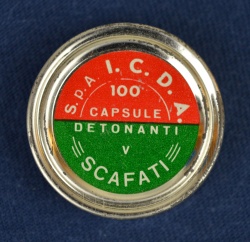 S.p.A. I.C.D.A.
100
CAPSULE
DETONANTI
V
SCAFATI